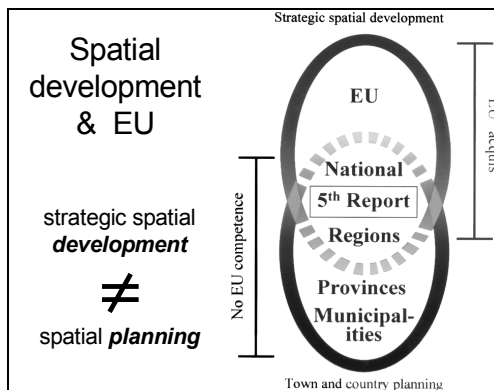 Spatial
development
& EU
strategic spatial
development
≠
spatial planning
Strategic spatial development
EU
National
5th Report
Regions
Provinces
Municipal-
ities
Town and country planning
No EU competence
acquis